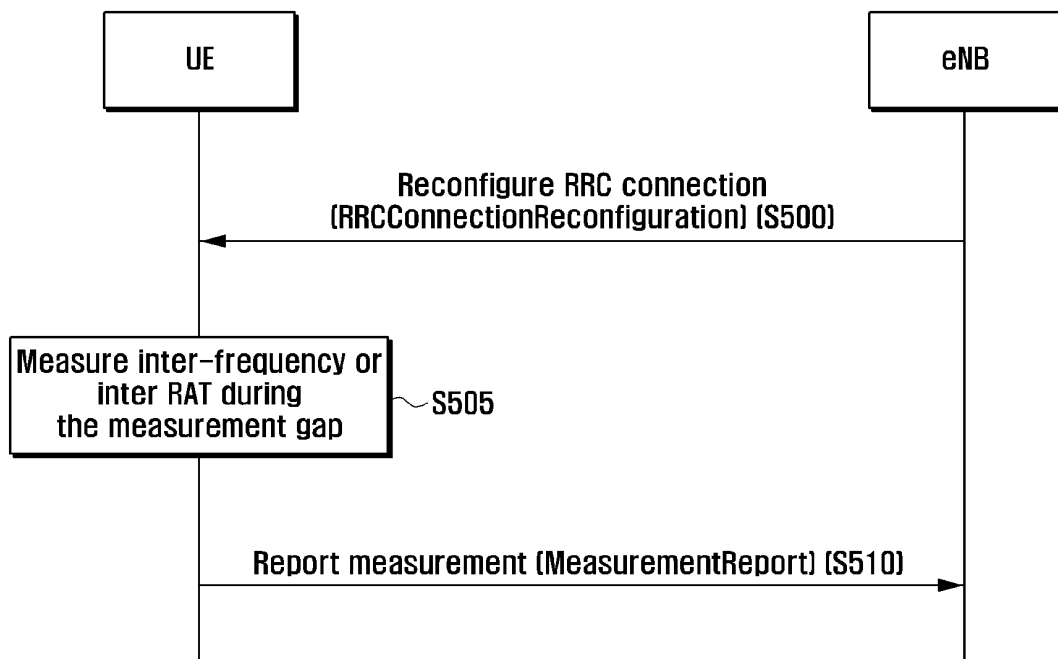 UE
eNB
Reconfigure RRC connection
(RRCConnectionReconfiguration) (S500)
Measure inter-frequency or
inter RAT during
the measurement gap
S505
Report measurement (MeasurementReport) (S510)